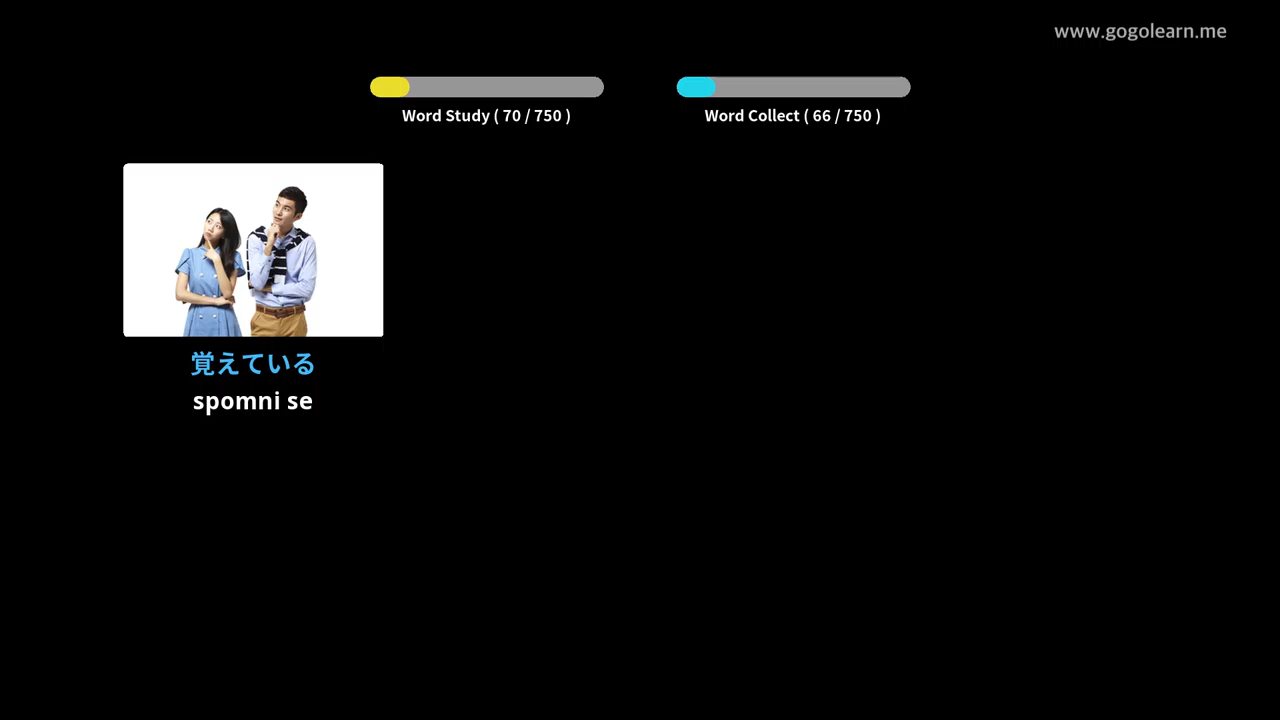 www.gogolearn.me
Word Study ( 70 / 750 )
Word Collect ( 66 / 750 )
覚えている
spomni se